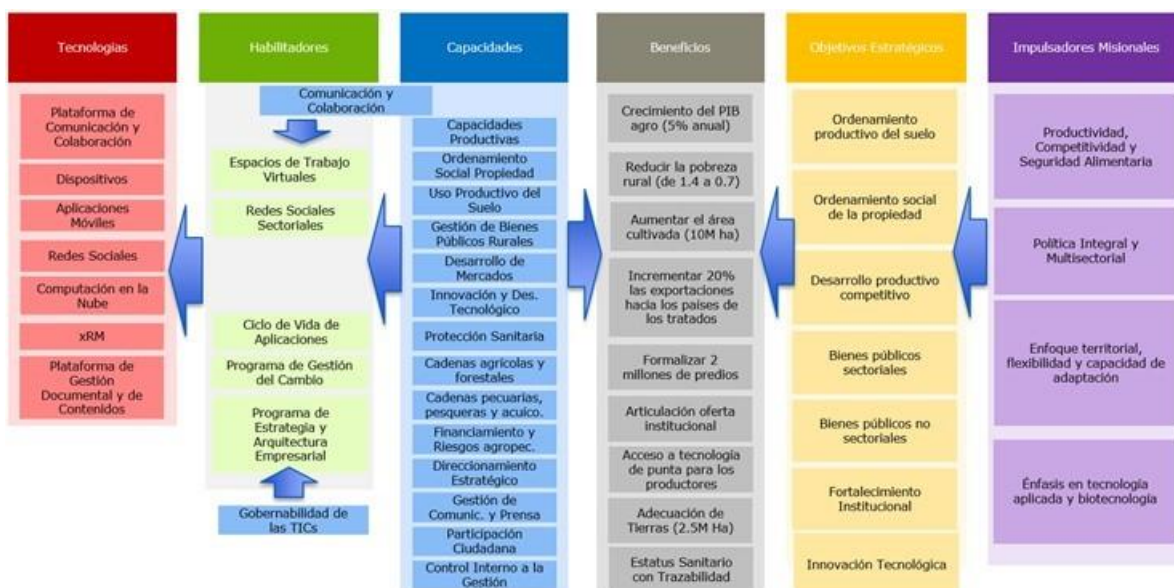 Tecnologías
Habilitadores
Capacidades
Beneficios
Objetivos Estratégicos
Impulsadores Misionales
Plataforma de
Comunicación y
Colaboración
Dispositivos
Aplicaciones
Móviles
Redes Sociales
Computación en la
Nube
xRM
Plataforma de
Gestión
Documental y de
Contenidos
Comunicación y
Colaboración
Espacios de Trabajo
Virtuales
Redes Sociales
Sectoriales
Ciclo de Vida de
Aplicaciones
Programa de Gestión
del Cambio
Programa de
Estrategia y
Arquitectura
Empresarial
Gobernabilidad de
las TICs
Capacidades
Productivas
Ordenamiento
Social Propiedad
Uso Productivo del
Suelo
Gestión de Bienes
Públicos Rurales
Desarrollo de
Mercados
Innovación y Des.
Tecnológico
Protección Sanitaria
Cadenas agrícolas y
forestales
Cadenas pecuarias,
pesqueras y acuíco.
Financiamiento y
Riesgos agropec.
Direccionamiento
Estratégico
Gestión de
Comunic. y Prensa
Participación
Ciudadana
Control Interno a la
Gestión
Crecimiento del PIB
agro (5% anual)
Reducir la pobreza
rural (de 1.4 a 0.7)
Aumentar el área
cultivada (10M ha)
Incrementar 20%
las exportaciones
hacia los países de
los tratados
Formalizar 2
millones de predios
Articulación oferta
institucional
Acceso a tecnología
de punta para los
productores
Adecuación de
Tierras (2.5M Ha)
Estatus Sanitario
con Trazabilidad
Ordenamiento
productivo del suelo
Ordenamiento social
de la propiedad
Desarrollo productivo
competitivo
Bienes públicos
sectoriales
Bienes públicos no
sectoriales
Fortalecimiento
Institucional
Innovación Tecnológica
Productividad,
Competitividad y
Seguridad Alimentaria
Política Integral y
Multisectorial
Enfoque territorial,
flexibilidad y capacidad de
adaptación
Énfasis en tecnología
aplicada y biotecnología